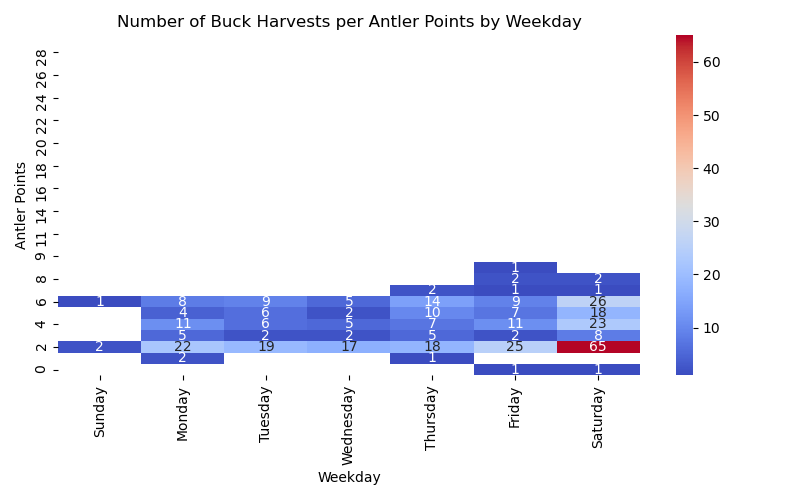 Number of Buck Harvests per Antler Points by Weekday
Antler Points
28
26
24
22
20
18
16
14
11
9
8
6
4
2
0
1
2 2
2 1 1
1 8 9 5 14 9 26
4 6 2 10 7 18
11 6 5 7 11 23
5 2 2 5 2 8
2 22 19 17 18 25 65
2 1
1 1
Sunday Monday Tuesday Wednesday Thursday Friday Saturday
Weekday
60
50
40
30
20
10